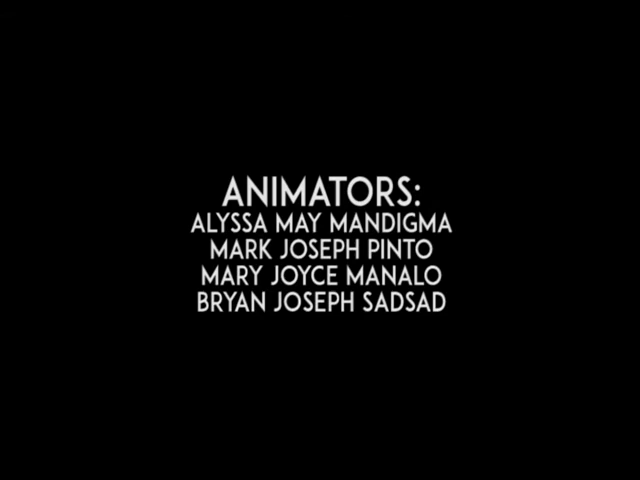 ANIMATORS:
ALYSSA MAY MANDIGMA
MARK JOSEPH PINTO
MARY JOYCE MANALO
BRYAN JOSEPH SADSAD